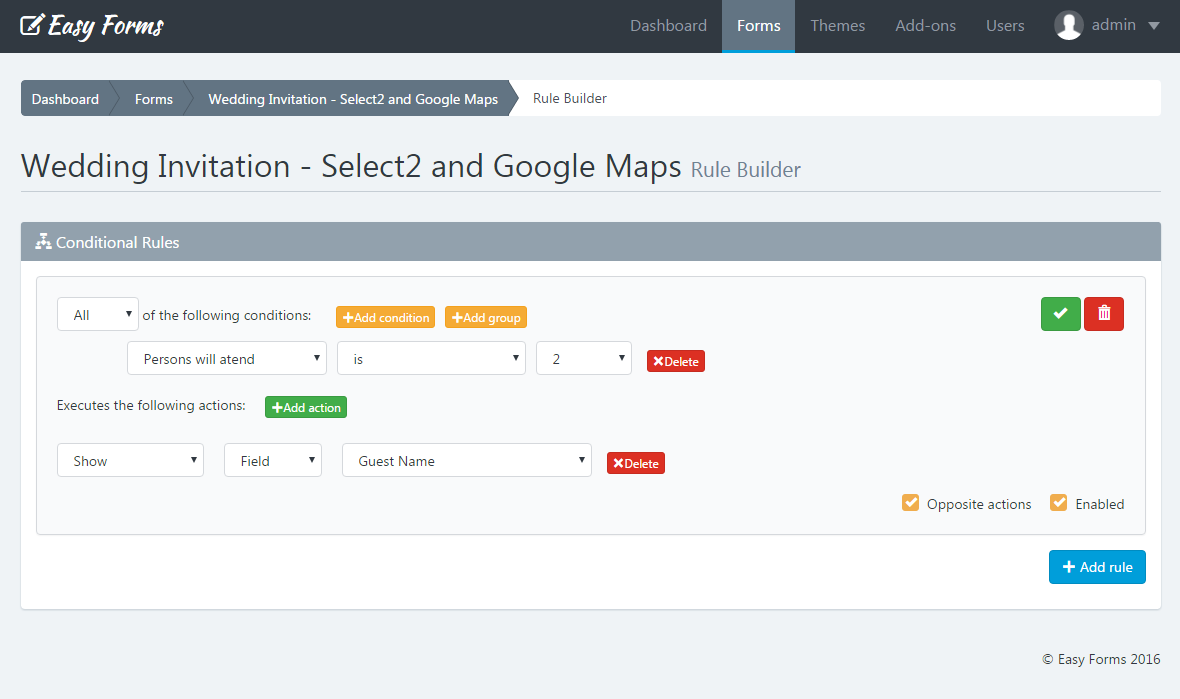 Easy Forms
Dashboard Forms Themes Add-ons Users admin
Dashboard Forms Wedding Invitation - Select2 and Google Maps Rule Builder
Wedding Invitation - Select2 and Google Maps Rule Builder
Conditional Rules
All of the following conditions: Add condition Add group
Persons will atend is 2 Delete
Executes the following actions: Add action
Show Field Guest Name Delete
Opposite actions Enabled
Add rule
© Easy Forms 2016